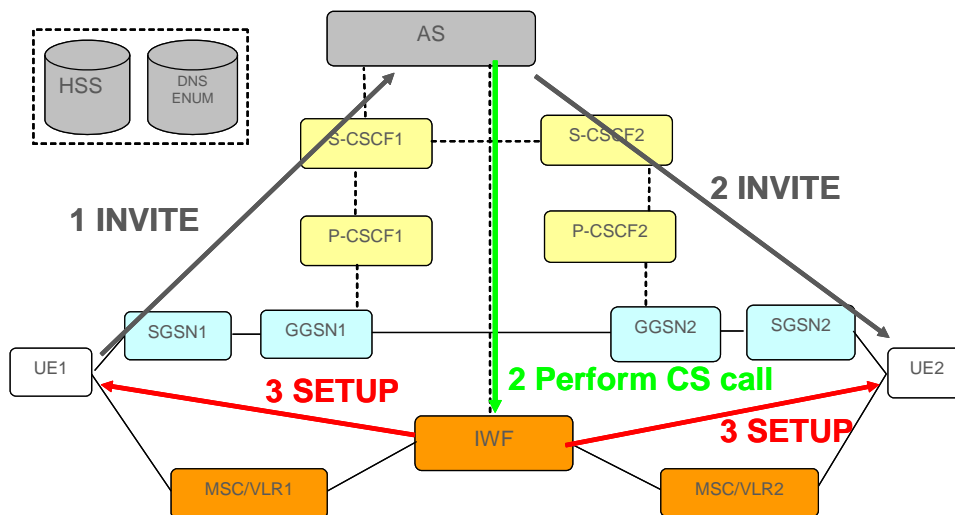 AS
HSS
DNS
ENUM
S-CSCF1
S-CSCF2
2 INVITE
1 INVITE
P-CSCF1
P-CSCF2
SGSN1
GGSN1
GGSN2
SGSN2
UE1
UE2
3 SETUP
2 Perform CS call
3 SETUP
IWF
MSC/VLR1
MSC/VLR2